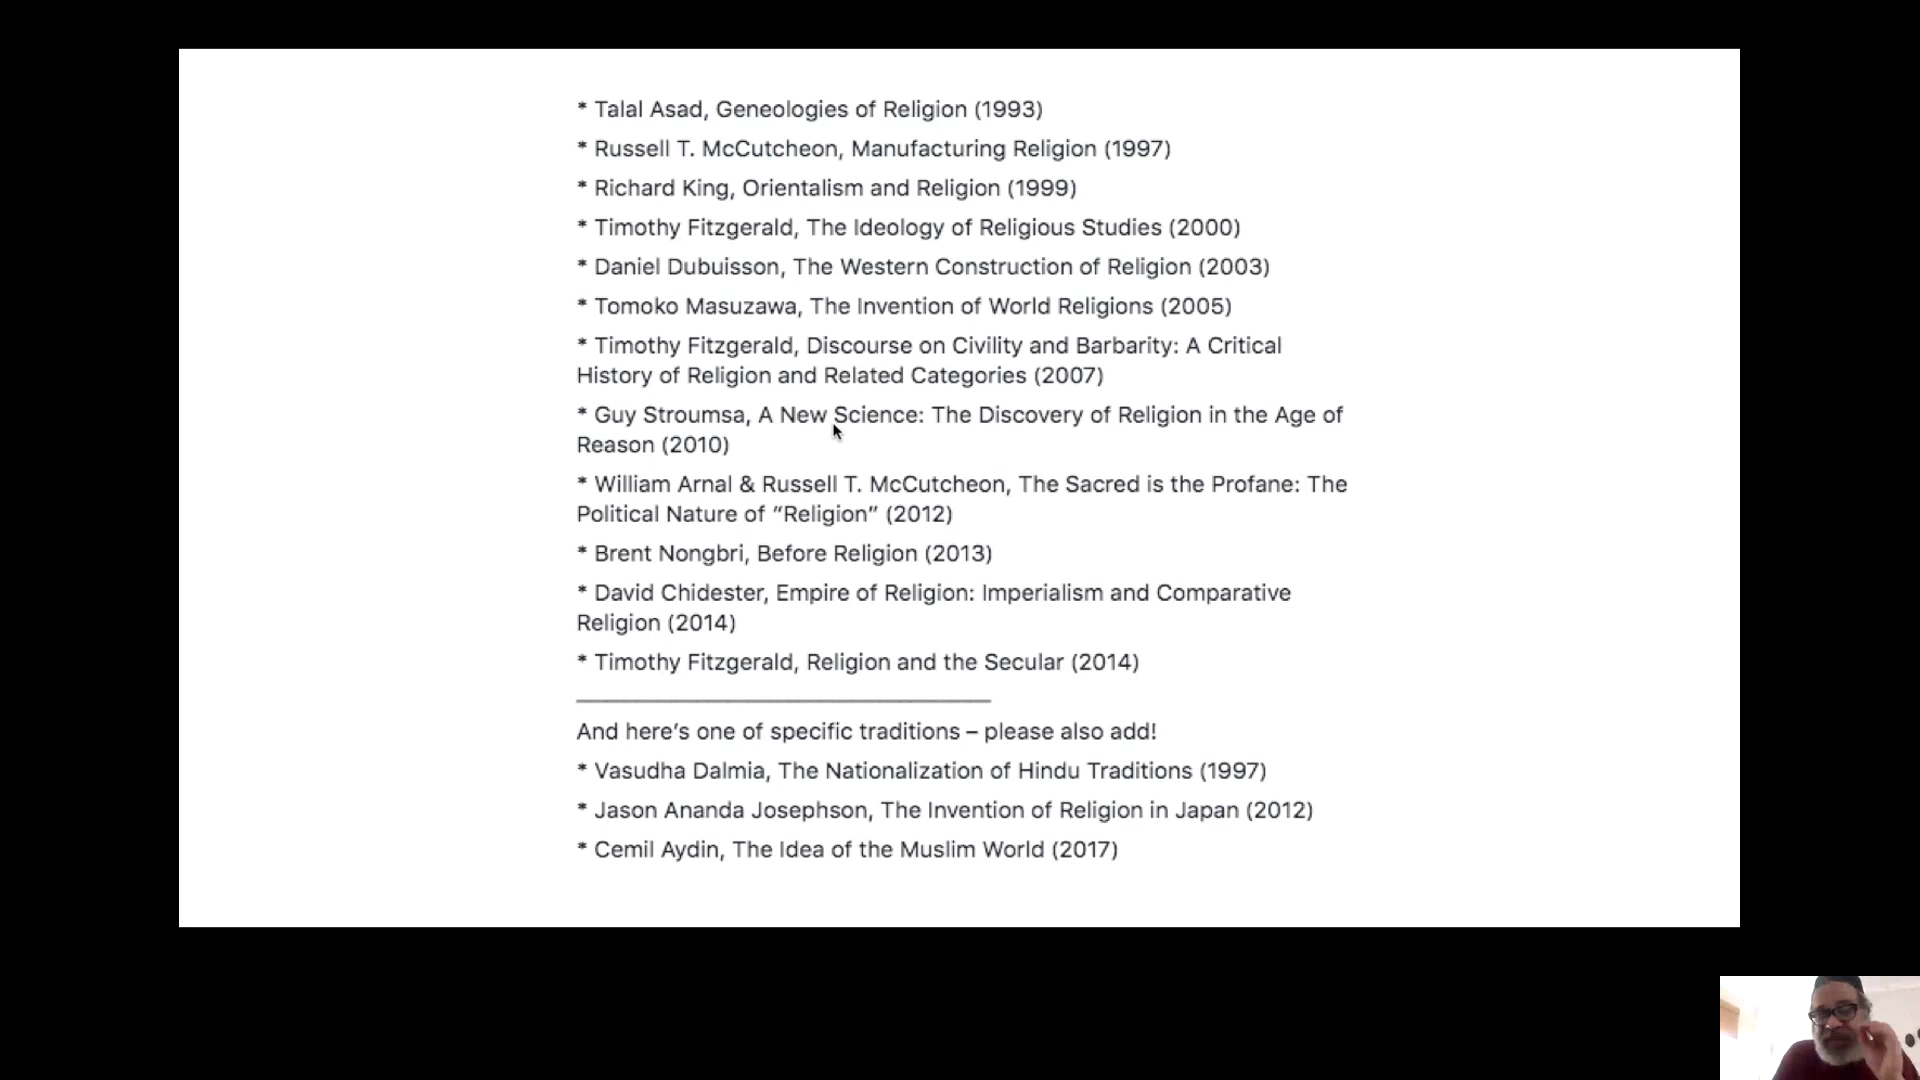 * Talal Asad, Geneologies of Religion (1993)
* Russell T. McCutcheon, Manufacturing Religion (1997)
* Richard King, Orientalism and Religion (1999)
* Timothy Fitzgerald, The Ideology of Religious Studies (2000)
* Daniel Dubuisson, The Western Construction of Religion (2003)
* Tomoko Masuzawa, The Invention of World Religions (2005)
* Timothy Fitzgerald, Discourse on Civility and Barbarity: A Critical
History of Religion and Related Categories (2007)
* Guy Stroumsa, A New Science: The Discovery of Religion in the Age of
Reason (2010)
* William Arnal & Russell T. McCutcheon, The Sacred is the Profane: The
Political Nature of “Religion” (2012)
* Brent Nongbri, Before Religion (2013)
* David Chidester, Empire of Religion: Imperialism and Comparative
Religion (2014)
* Timothy Fitzgerald, Religion and the Secular (2014)
And here’s one of specific traditions – please also add!
* Vasudha Dalmia, The Nationalization of Hindu Traditions (1997)
* Jason Ananda Josephson, The Invention of Religion in Japan (2012)
* Cemil Aydin, The Idea of the Muslim World (2017)